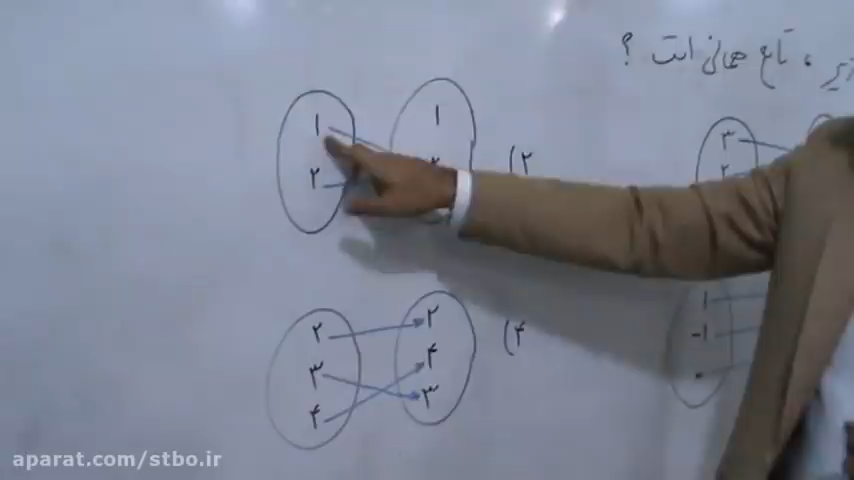 ، تابع همانی است ؟
۱ ۱ (۲
۲
۳
۲ ۲ (۴
۳ ۴
۴ ۳
۱
-۱
aparat.com/stbo.ir